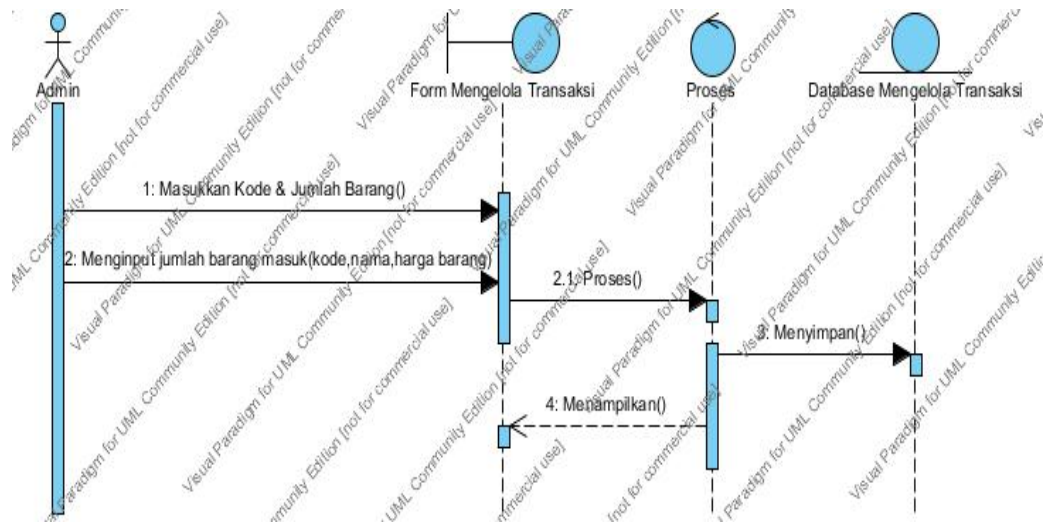 Admin
Form Mengelola Transaksi
Proses
Database Mengelola Transaksi
1: Masukkan Kode & Jumlah Barang()
2: Menginput jumlah barang masuk(kode,nama,harga barang)
2.1: Proses()
3: Menyimpan()
4: Menampilkan()
Visual Paradigm for UML Community Edition [not for commercial use]